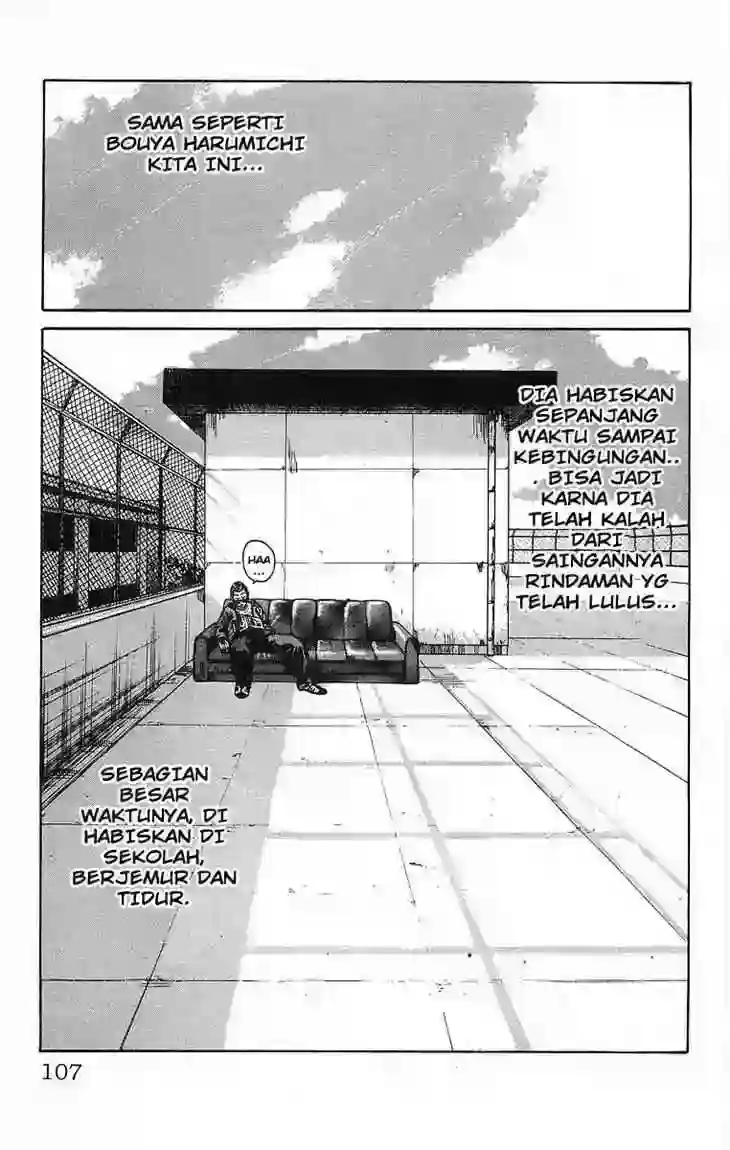 SAMA SEPERTI
BOUYA HARUMICHI
KITA INI...
DIA HABISKAN
SEPANJANG
WAKTU SAMPAI
KEBINGUNGAN..
. BISA JADI
KARNA DIA
TELAH KALAH
DARI
SAINGANNYA
RINDAMAN YG
TELAH LULUS...
HAA
...
SEBAGIAN
BESAR
WAKTUNYA, DI
HABISKAN DI
SEKOLAH,
BERJEMUR DAN
TIDUR.
107